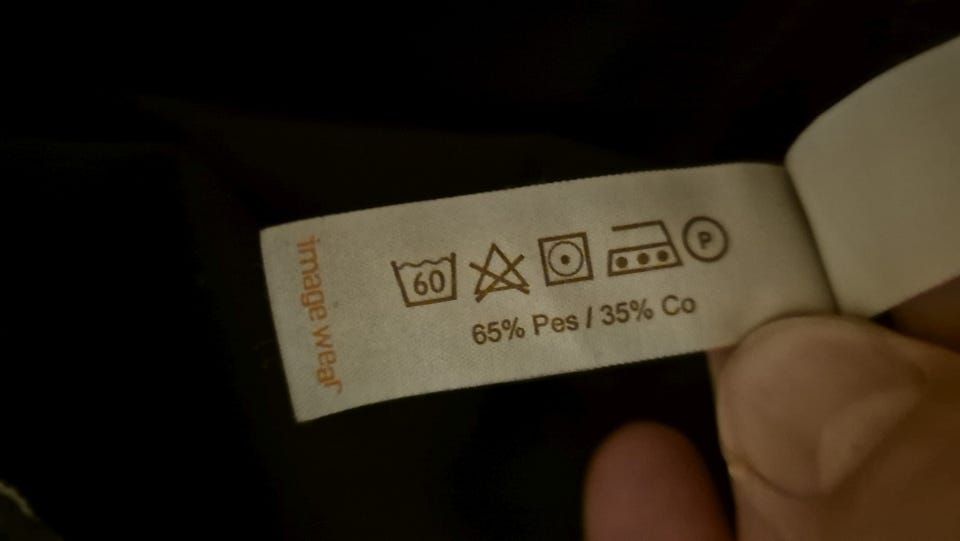 image wear
60
P
65% Pes / 35% Co